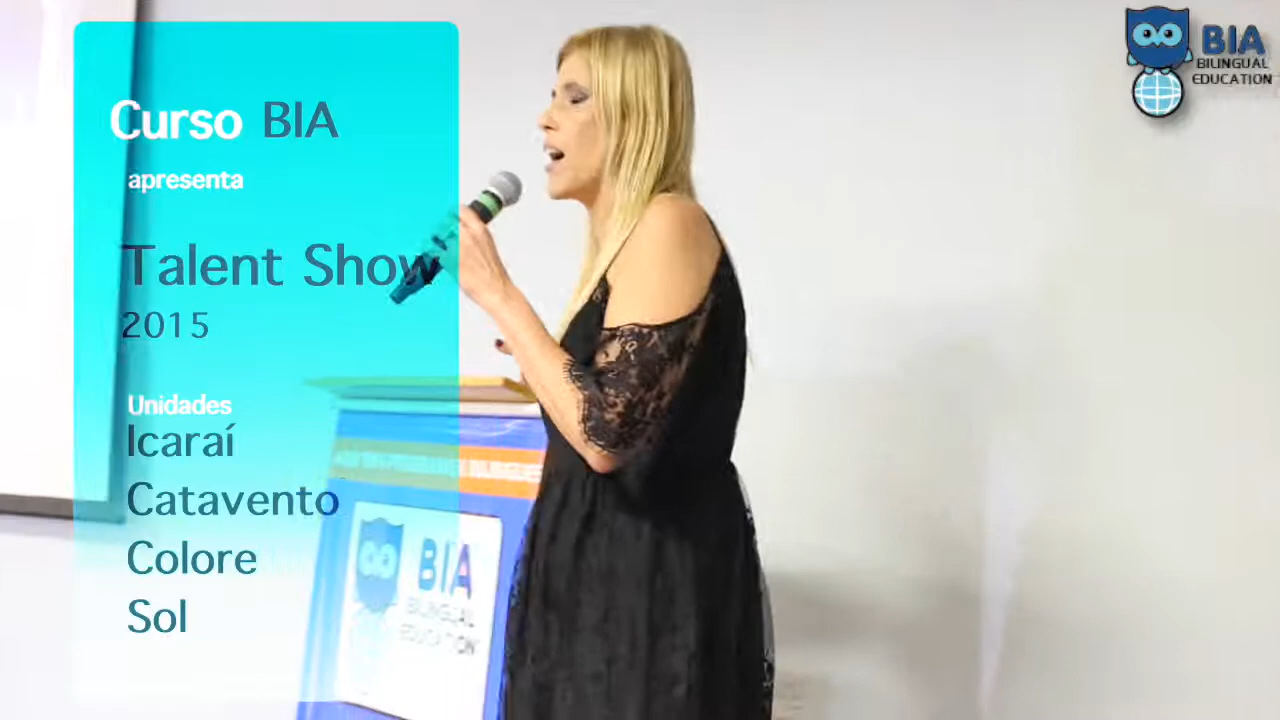 Curso BIA
apresenta
Talent Show
2015
Unidades
Icaraí
Catavento
Colore
Sol
BIA
BILINGUAL
EDUCATION
BIA
BILINGUAL
EDUCATION